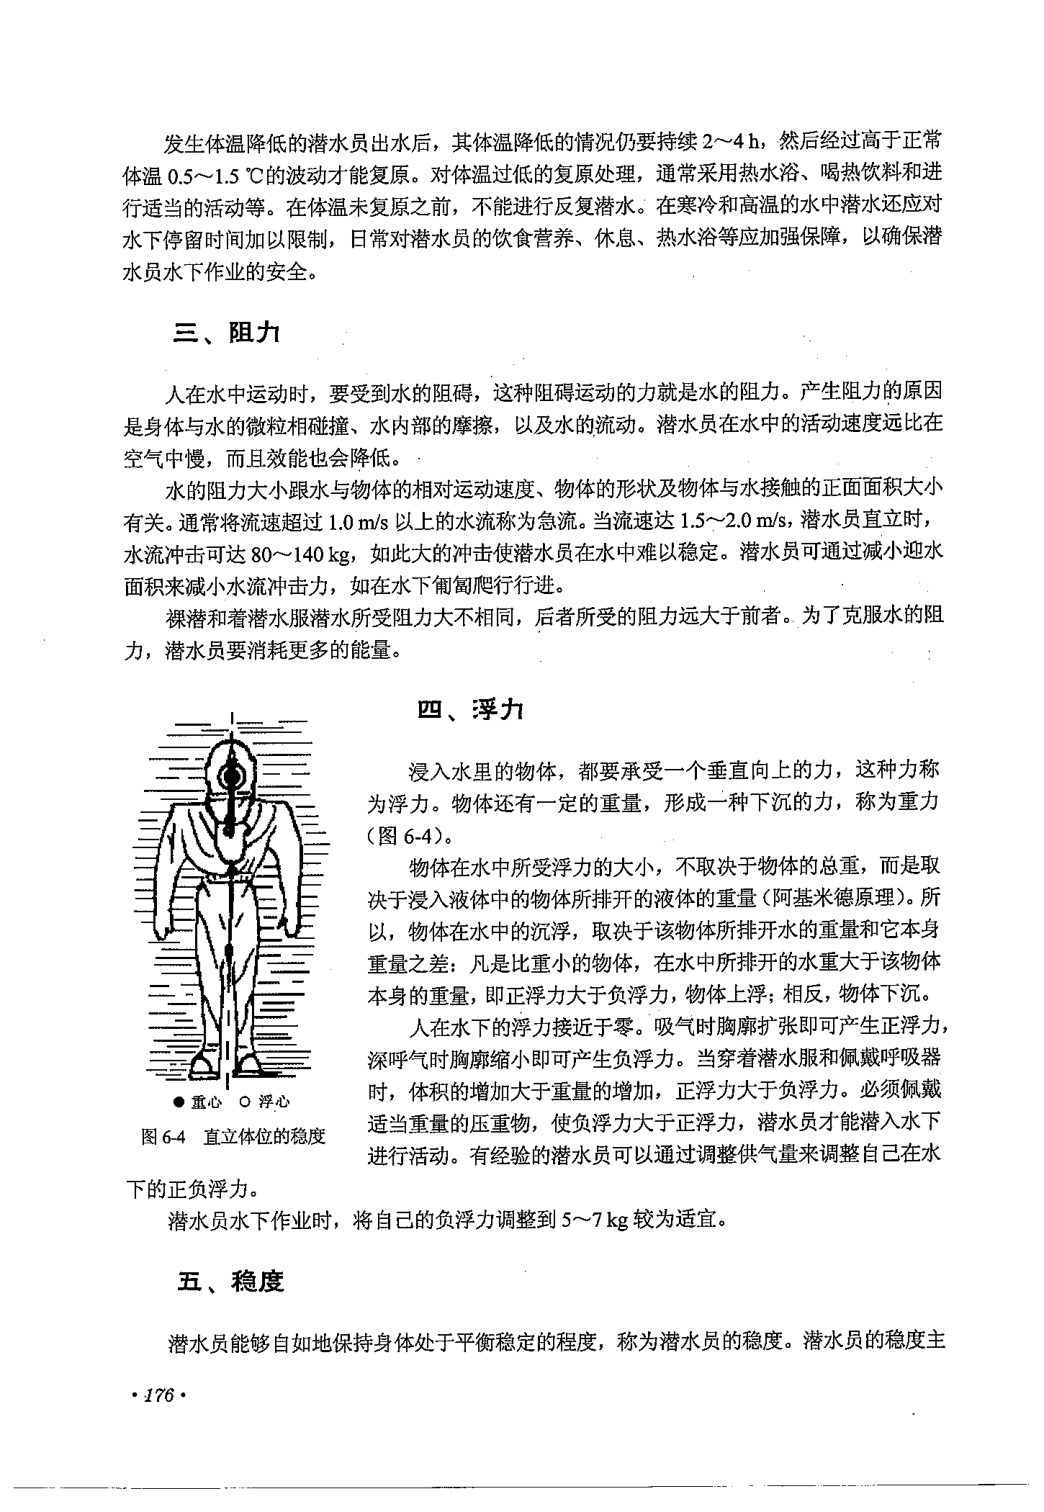 发生体温降低的潜水员出水后，其体温降低的情况仍要持续 2～4 h，然后经过高于正常
体温 0.5～1.5 ℃的波动才能复原。对体温过低的复原处理，通常采用热水浴、喝热饮料和进
行适当的活动等。在体温未复原之前，不能进行反复潜水。在寒冷和高温的水中潜水还应对
水下停留时间加以限制，日常对潜水员的饮食营养、休息、热水浴等应加强保障，以确保潜
水员水下作业的安全。
三、阻力
人在水中运动时，要受到水的阻碍，这种阻碍运动的力就是水的阻力。产生阻力的原因
是身体与水的微粒相碰撞、水内部的摩擦，以及水的流动。潜水员在水中的活动速度远比在
空气中慢，而且效能也会降低。
水的阻力大小跟水与物体的相对运动速度、物体的形状及物体与水接触的正面面积大小
有关。通常将流速超过 1.0 m/s 以上的水流称为急流。当流速达 1.5～2.0 m/s，潜水员直立时，
水流冲击可达 80～140 kg，如此大的冲击使潜水员在水中难以稳定。潜水员可通过减小迎水
面积来减小水流冲击力，如在水下匍匐爬行行进。
裸潜和着潜水服潜水所受阻力大不相同，后者所受的阻力远大于前者。为了克服水的阻
力，潜水员要消耗更多的能量。
四、浮力
浸入水里的物体，都要承受一个垂直向上的力，这种力称
为浮力。物体还有一定的重量，形成一种下沉的力，称为重力
（图 6-4）。
物体在水中所受浮力的大小，不取决于物体的总重，而是取
决于浸入液体中的物体所排开的液体的重量（阿基米德原理）。所
以，物体在水中的沉浮，取决于该物体所排开水的重量和它本身
重量之差：凡是比重小的物体，在水中所排开的水重大于该物体
本身的重量，即正浮力大于负浮力，物体上浮；相反，物体下沉。
人在水下的浮力接近于零。吸气时胸廓扩张即可产生正浮力，
深呼气时胸廓缩小即可产生负浮力。当穿着潜水服和佩戴呼吸器
时，体积的增加大于重量的增加，正浮力大于负浮力。必须佩戴
适当重量的压重物，使负浮力大于正浮力，潜水员才能潜入水下
进行活动。有经验的潜水员可以通过调整供气量来调整自己在水
下的正负浮力。
● 重心 ○ 浮心
图 6-4 直立体位的稳度
潜水员水下作业时，将自己的负浮力调整到 5～7 kg 较为适宜。
五、稳度
潜水员能够自如地保持身体处于平衡稳定的程度，称为潜水员的稳度。潜水员的稳度主
·176·